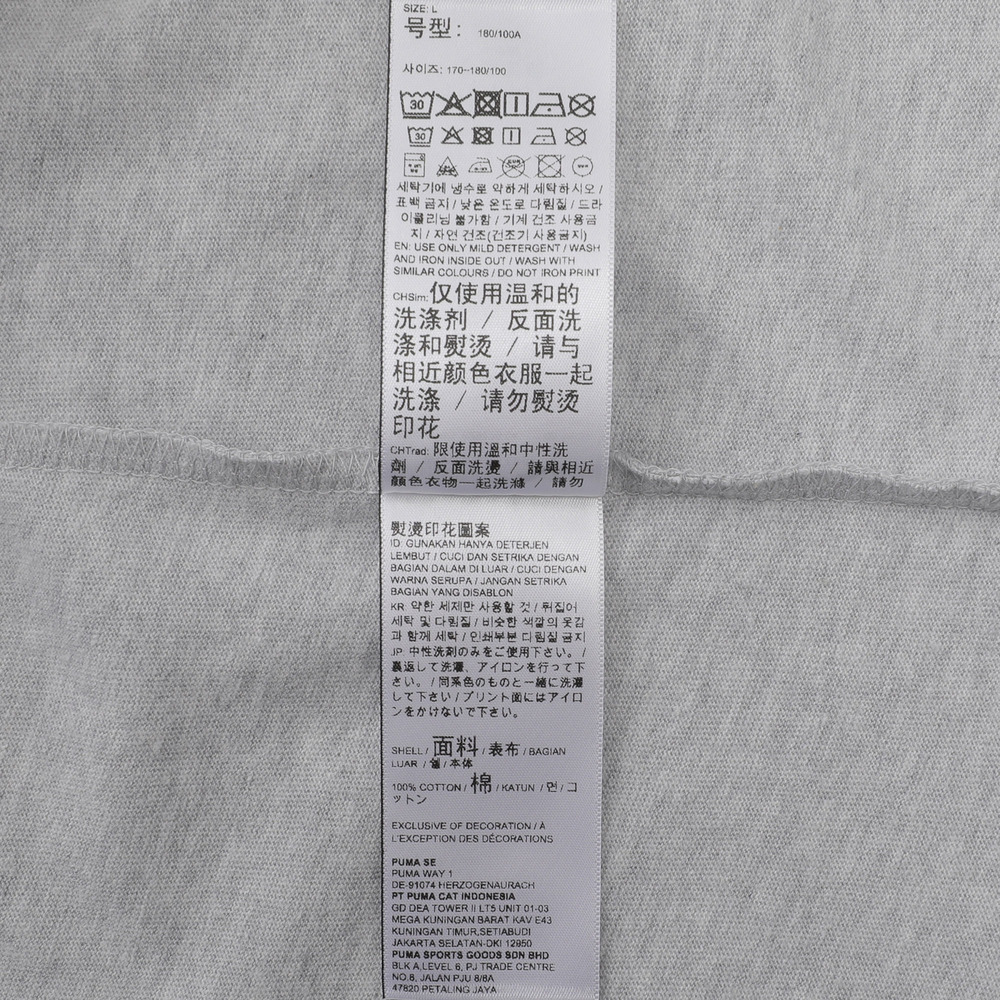 SIZE: L
号型： 180/100A
사이즈: 170-180/100
30
30
세탁기에 냉수로 약하게 세탁하시오 /
표백 금지 / 낮은 온도로 다림질 / 드라
이클리닝 불가함 / 기계 건조 사용금
지 / 자연 건조(건조기 사용금지)
EN: USE ONLY MILD DETERGENT / WASH
AND IRON INSIDE OUT / WASH WITH
SIMILAR COLOURS / DO NOT IRON PRINT
CHSim: 仅使用温和的
洗涤剂 / 反面洗
涤和熨烫 / 请与
相近颜色衣服一起
洗涤 / 请勿熨烫
印花
CHTrad: 限使用溫和中性洗
劑 / 反面洗燙 / 請與相近
顏色衣物一起洗滌 / 請勿
熨燙印花圖案
ID: GUNAKAN HANYA DETERJEN
LEMBUT / CUCI DAN SETRIKA DENGAN
BAGIAN DALAM DI LUAR / CUCI DENGAN
WARNA SERUPA / JANGAN SETRIKA
BAGIAN YANG DISABLON
KR 약한 세제만 사용할 것 / 뒤집어
세탁 및 다림질 / 비슷한 색깔의 옷감
과 함께 세탁 / 인쇄부분 다림질 금지
JP 中性洗剤のみをご使用下さい。 /
裏返して洗濯、アイロンを行って下
さい。 / 同系色のものと一緒に洗濯
して下さい / プリント面にはアイロ
ンをかけないで下さい。
SHELL / 面料 / 表布 / BAGIAN
LUAR / 겉 / 本体
100% COTTON / 棉 / KATUN / 면 / コ
ットン
EXCLUSIVE OF DECORATION / À
L'EXCEPTION DES DÉCORATIONS
PUMA SE
PUMA WAY 1
DE-91074 HERZOGENAURACH
PT PUMA CAT INDONESIA
GD DEA TOWER II LT5 UNIT 01-03
MEGA KUNINGAN BARAT KAV E43
KUNINGAN TIMUR,SETIABUDI
JAKARTA SELATAN-DKI 12950
PUMA SPORTS GOODS SDN BHD
BLK A,LEVEL 6, PJ TRADE CENTRE
NO.8, JALAN PJU 8/8A
47820 PETALING JAYA